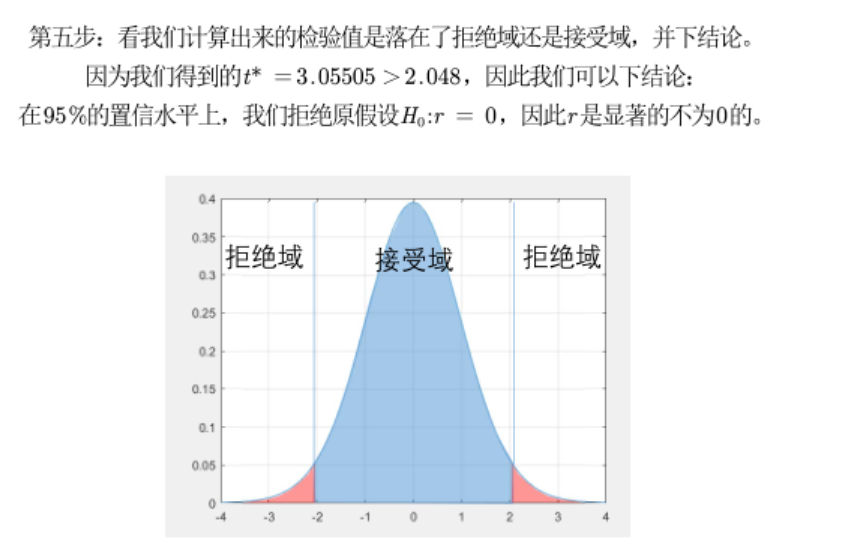 第五步：看我们计算出来的检验值是落在了拒绝域还是接受域，并下结论。
因为我们得到的t* =3.05505＞2.048，因此我们可以下结论：
在95%的置信水平上，我们拒绝原假设H₀:r = 0，因此r是显著的不为0的。
0.4
0.35
拒绝域 接受域 拒绝域
0.3
0.25
0.2
0.15
0.1
0.05
0
-4 -3 -2 -1 0 1 2 3 4